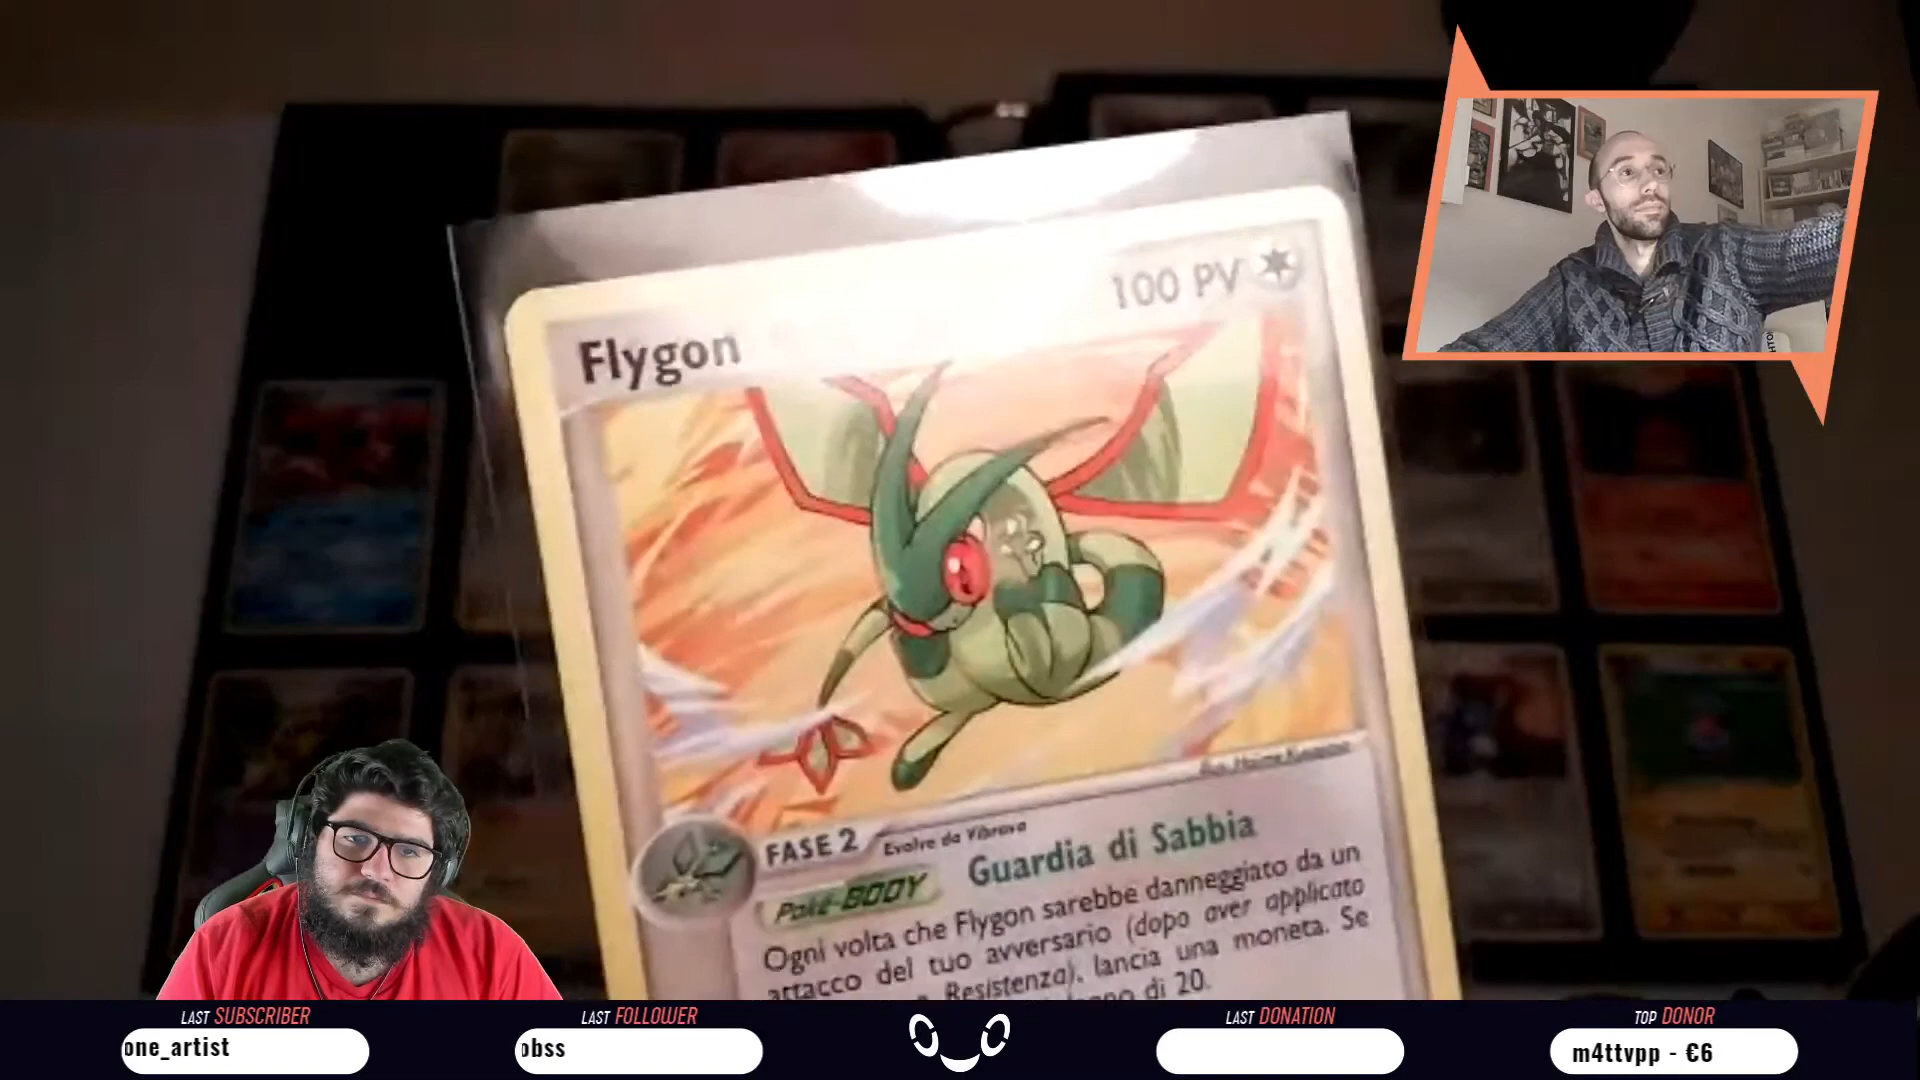 100 PV
Flygon
FASE 2
Evolve da Vibrava
Poké-BODY
Guardia di Sabbia
Ogni volta che Flygon sarebbe danneggiato da un
attacco del tuo avversario (dopo aver applicato
Resistenza), lancia una moneta. Se
di 20.
LAST SUBSCRIBER
one_artist
LAST FOLLOWER
obss
LAST DONATION
TOP DONOR
m4ttvpp - €6